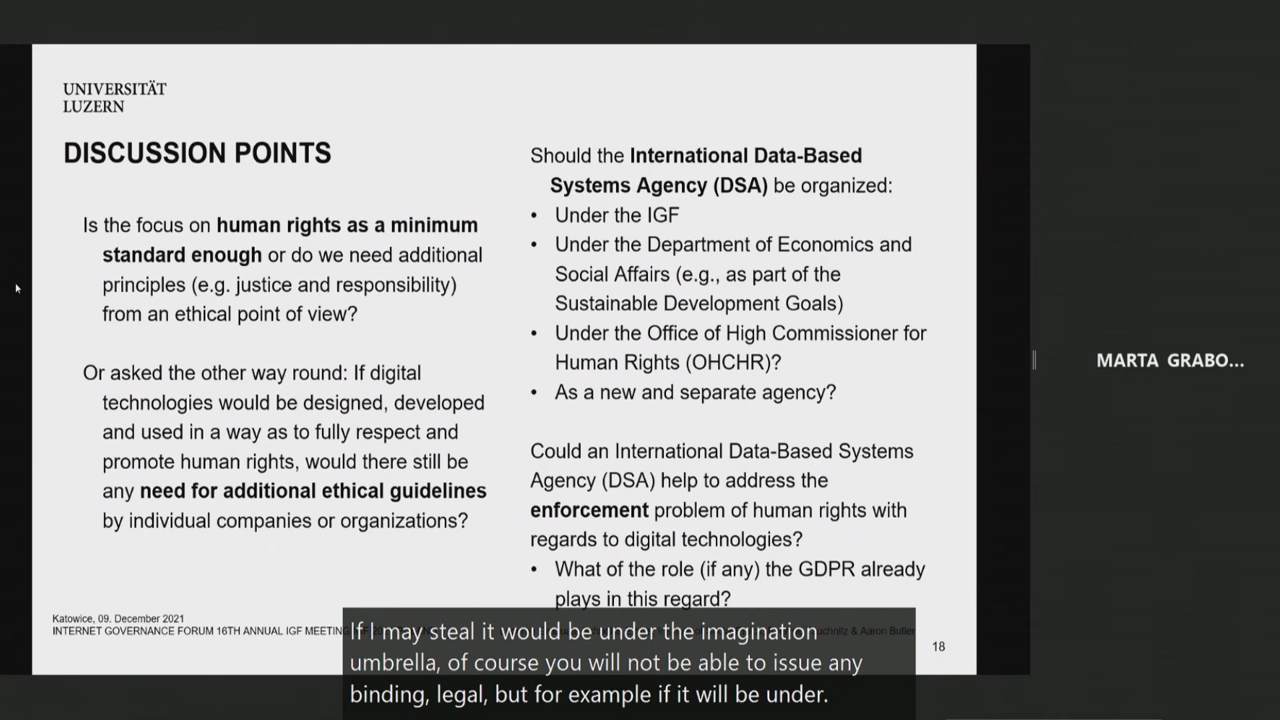 UNIVERSITÄT
LUZERN
DISCUSSION POINTS
Is the focus on human rights as a minimum
standard enough or do we need additional
principles (e.g. justice and responsibility)
from an ethical point of view?
Or asked the other way round: If digital
technologies would be designed, developed
and used in a way as to fully respect and
promote human rights, would there still be
any need for additional ethical guidelines
by individual companies or organizations?
Should the International Data-Based
Systems Agency (DSA) be organized:
• Under the IGF
• Under the Department of Economics and
Social Affairs (e.g., as part of the
Sustainable Development Goals)
• Under the Office of High Commissioner for
Human Rights (OHCHR)?
• As a new and separate agency?
Could an International Data-Based Systems
Agency (DSA) help to address the
enforcement problem of human rights with
regards to digital technologies?
• What of the role (if any) the GDPR already
plays in this regard?
Katowice, 09. December 2021
INTERNET GOVERNANCE FORUM 16TH ANNUAL IGF MEETING
& Aaron Butler
18
If I may steal it would be under the imagination
umbrella, of course you will not be able to issue any
binding, legal, but for example if it will be under.
MARTA GRABO...